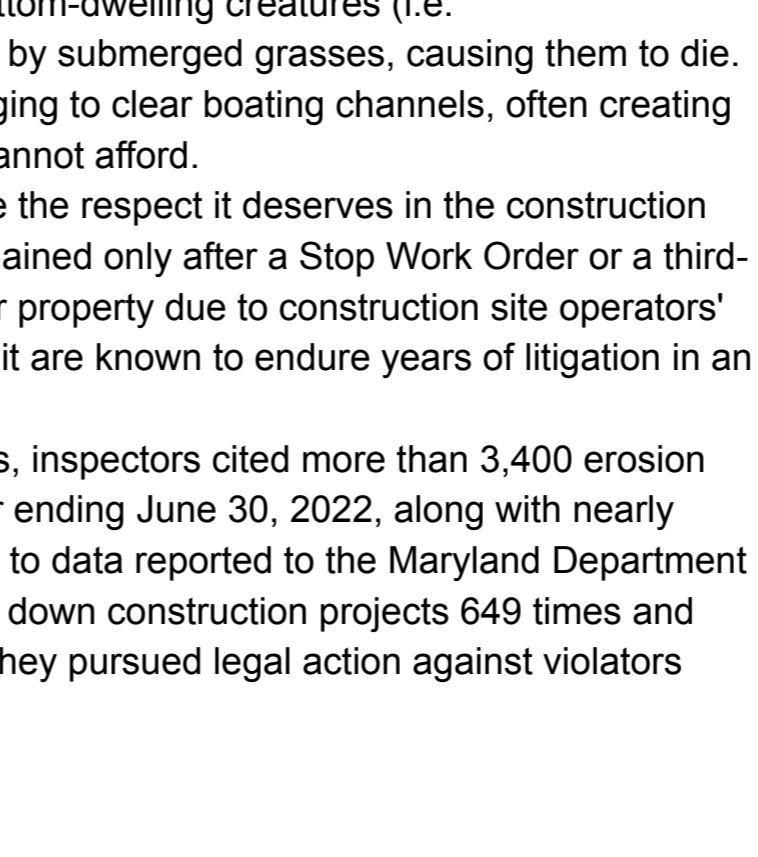 creatures (i.e.
by submerged grasses, causing them to die.
to clear boating channels, often creating
afford.
the respect it deserves in the construction
only after a Stop Work Order or a third-
property due to construction site operators'
it are known to endure years of litigation in an
inspectors cited more than 3,400 erosion
ending June 30, 2022, along with nearly
to data reported to the Maryland Department
down construction projects 649 times and
hey pursued legal action against violators